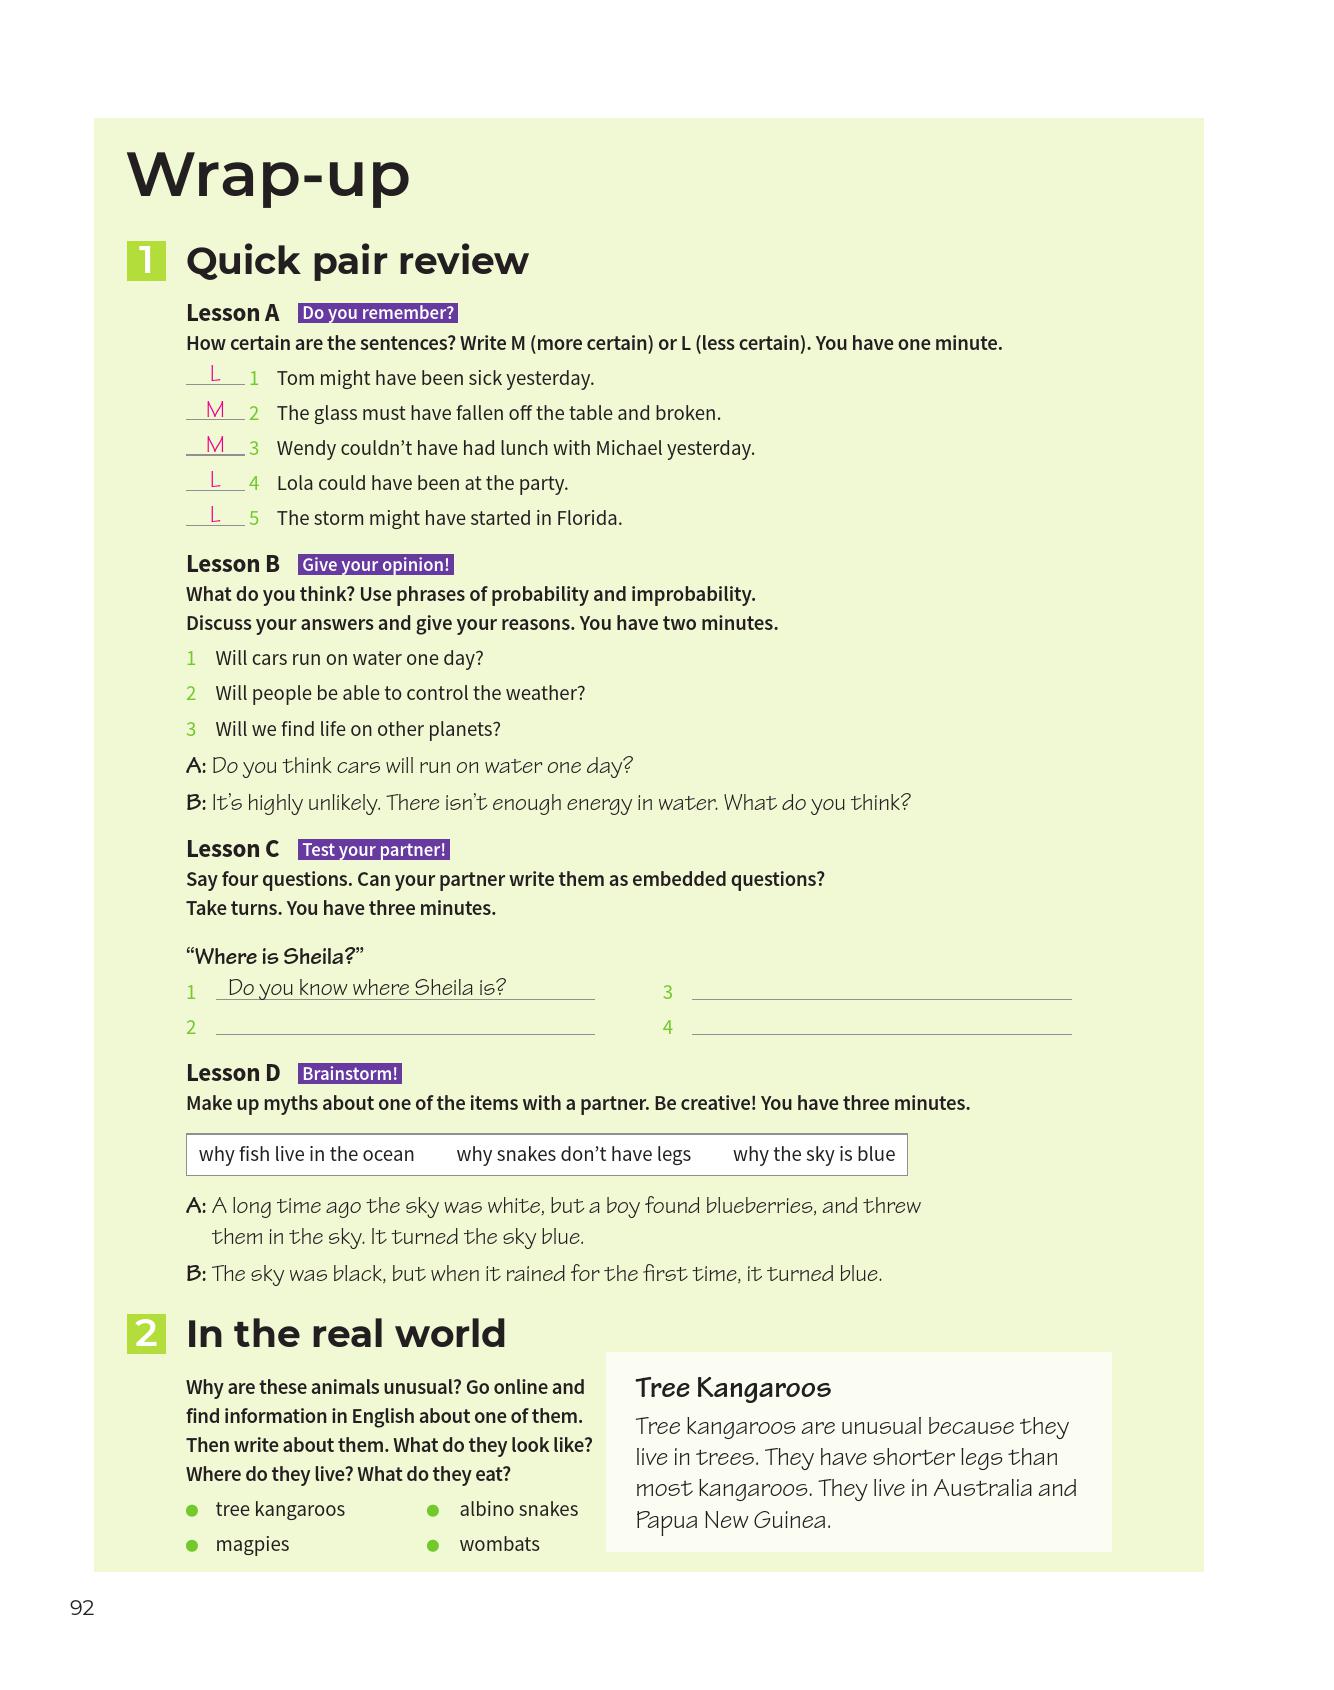 Wrap-up
1 Quick pair review
Lesson A Do you remember?
How certain are the sentences? Write M (more certain) or L (less certain). You have one minute.
L 1 Tom might have been sick yesterday.
M 2 The glass must have fallen off the table and broken.
M 3 Wendy couldn’t have had lunch with Michael yesterday.
L 4 Lola could have been at the party.
L 5 The storm might have started in Florida.
Lesson B Give your opinion!
What do you think? Use phrases of probability and improbability.
Discuss your answers and give your reasons. You have two minutes.
1 Will cars run on water one day?
2 Will people be able to control the weather?
3 Will we find life on other planets?
A: Do you think cars will run on water one day?
B: It’s highly unlikely. There isn’t enough energy in water. What do you think?
Lesson C Test your partner!
Say four questions. Can your partner write them as embedded questions?
Take turns. You have three minutes.
“Where is Sheila?”
1 Do you know where Sheila is? 3
2 4
Lesson D Brainstorm!
Make up myths about one of the items with a partner. Be creative! You have three minutes.
why fish live in the ocean why snakes don’t have legs why the sky is blue
A: A long time ago the sky was white, but a boy found blueberries, and threw
them in the sky. It turned the sky blue.
B: The sky was black, but when it rained for the first time, it turned blue.
2 In the real world
Why are these animals unusual? Go online and
find information in English about one of them.
Then write about them. What do they look like?
Where do they live? What do they eat?
● tree kangaroos ● albino snakes
● magpies ● wombats
Tree Kangaroos
Tree kangaroos are unusual because they
live in trees. They have shorter legs than
most kangaroos. They live in Australia and
Papua New Guinea.
92